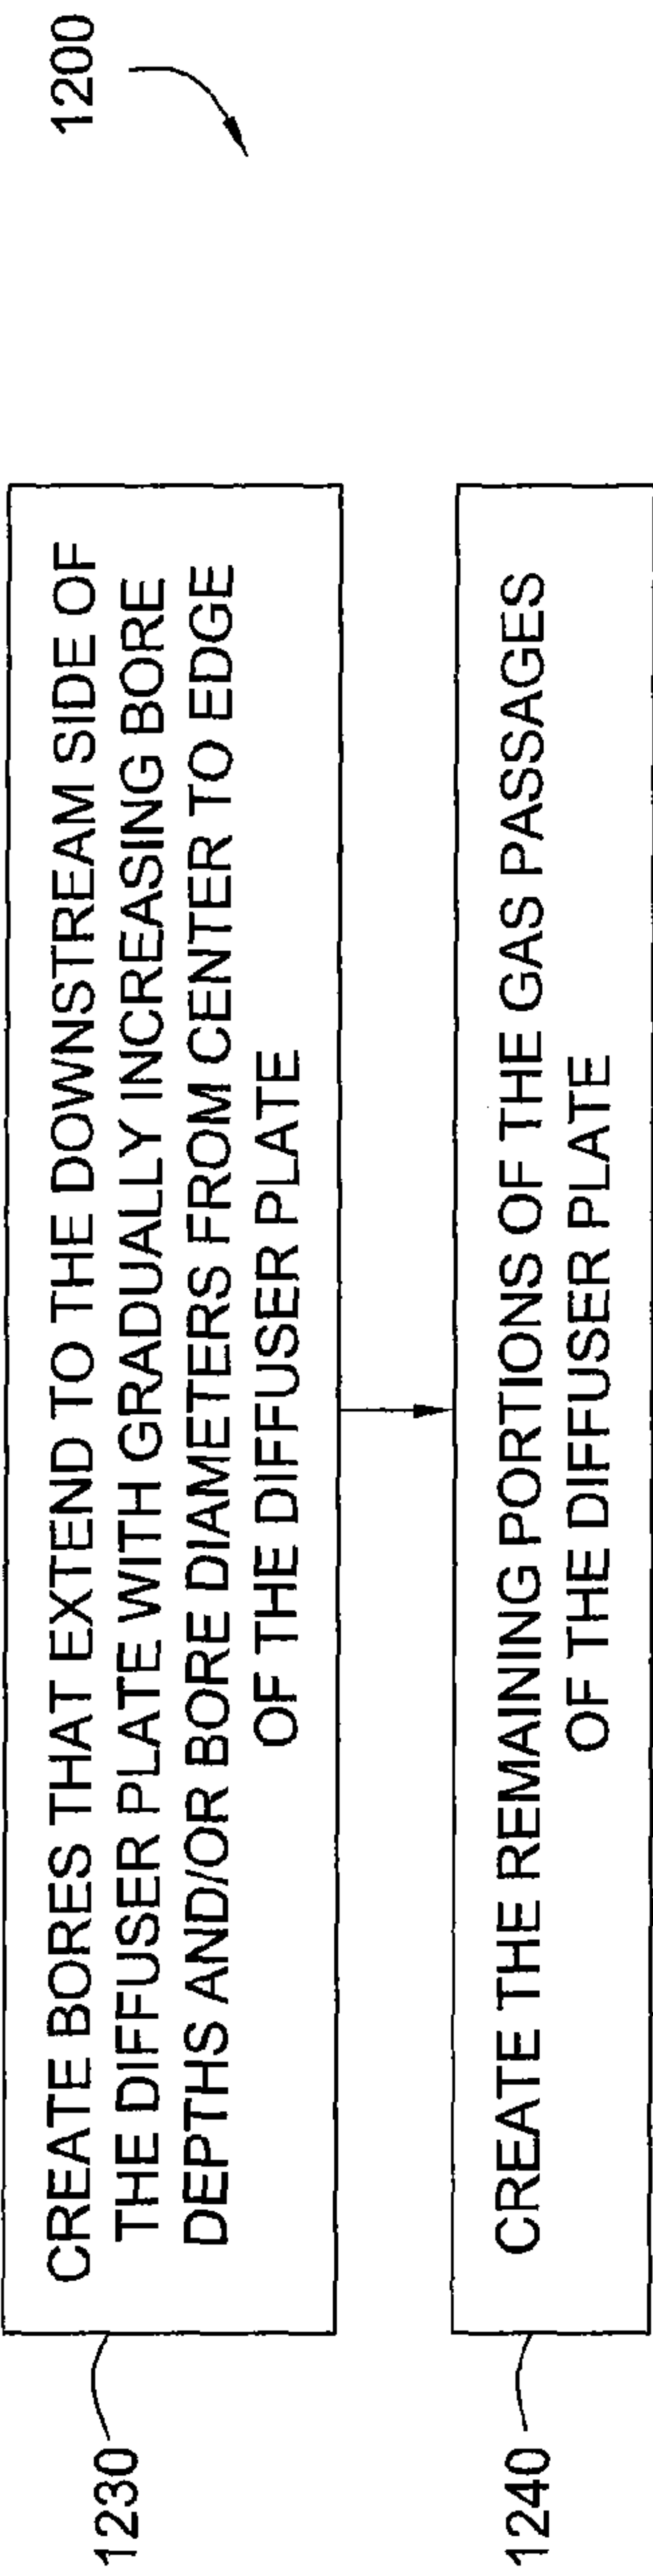 1200
1230
CREATE BORES THAT EXTEND TO THE DOWNSTREAM SIDE OF
THE DIFFUSER PLATE WITH GRADUALLY INCREASING BORE
DEPTHS AND/OR BORE DIAMETERS FROM CENTER TO EDGE
OF THE DIFFUSER PLATE
1240
CREATE THE REMAINING PORTIONS OF THE GAS PASSAGES
OF THE DIFFUSER PLATE